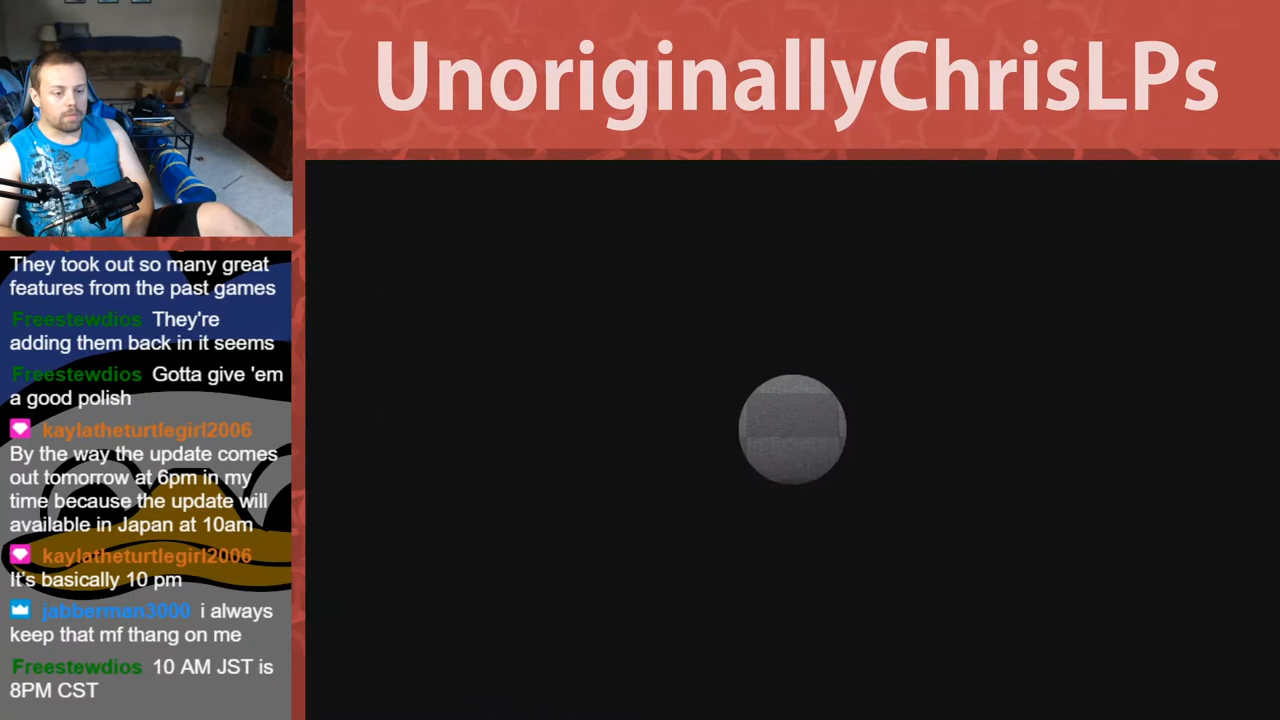 UnoriginallyChrisLPs
They took out so many great
features from the past games
Freestewdios They're
adding them back in it seems
Freestewdios Gotta give 'em
a good polish
kaylatheturtlegirl2006
By the way the update comes
out tomorrow at 6pm in my
time because the update will
available in Japan at 10am
kaylatheturtlegirl2006
It's basically 10 pm
jabberman3000 i always
keep that mf thang on me
Freestewdios 10 AM JST is
8PM CST